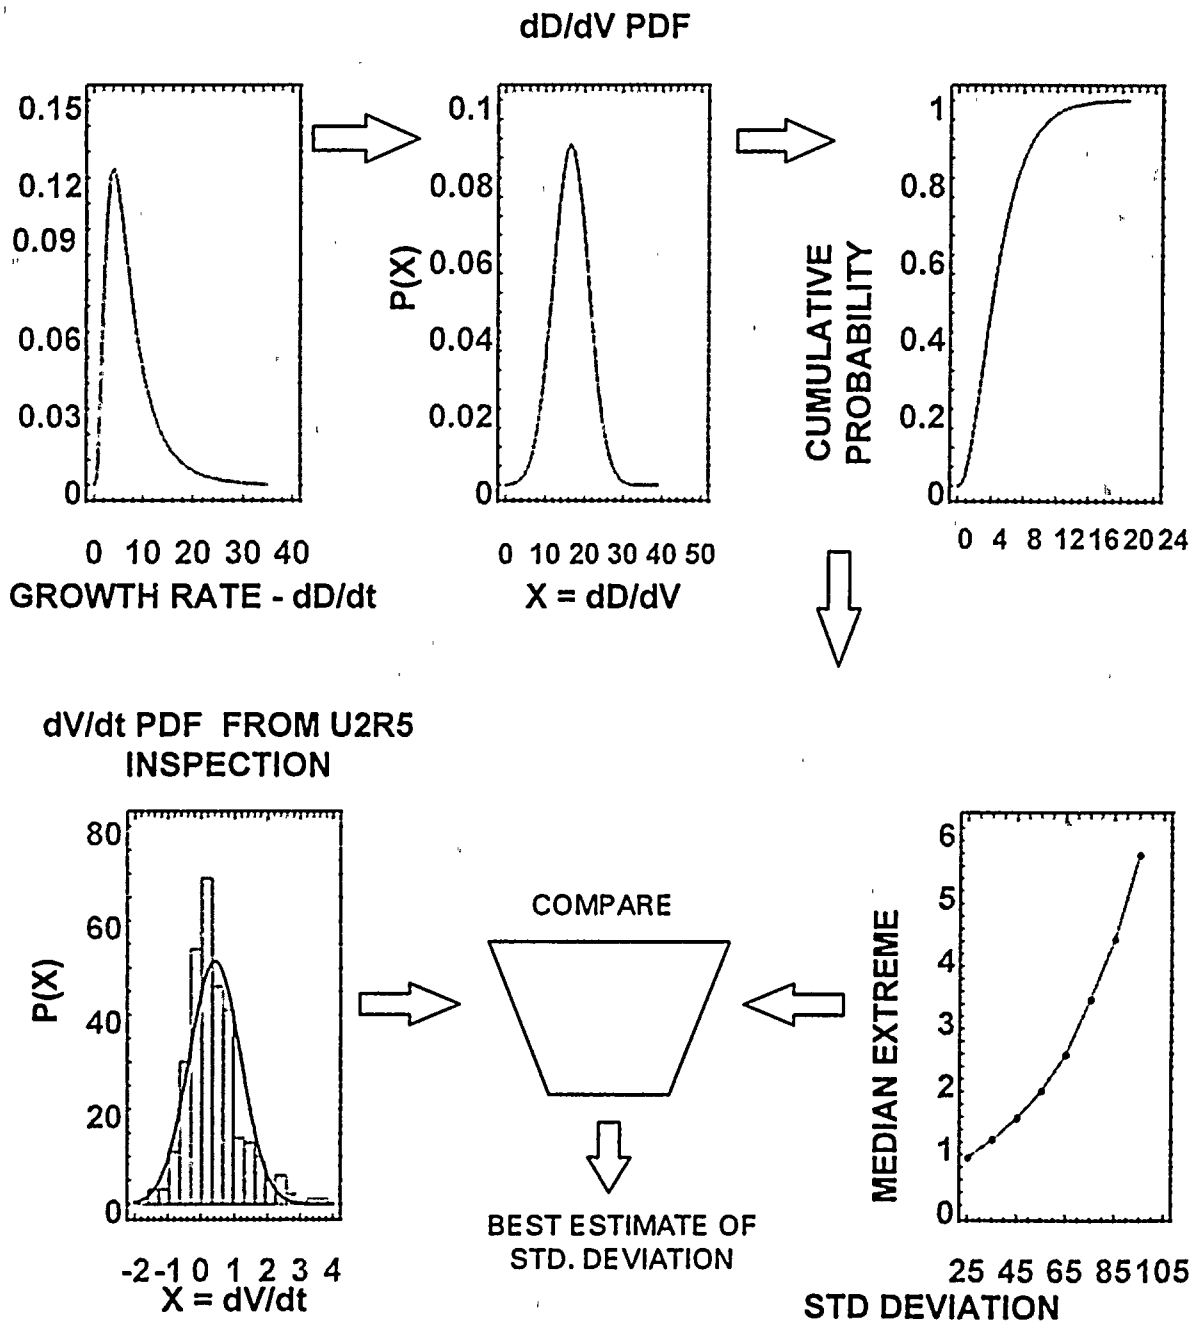 dD/dV PDF
0.15
0.12
0.09
0.06
0.03
0
0 10 20 30 40
GROWTH RATE - dD/dt
P(X)
0.1
0.08
0.06
0.04
0.02
0
0 10 20 30 40 50
X = dD/dV
CUMULATIVE
PROBABILITY
1
0.8
0.6
0.4
0.2
0
0 4 8 12 16 20 24
dV/dt PDF FROM U2R5
INSPECTION
P(X)
80
60
40
20
0
-2 -1 0 1 2 3 4
X = dV/dt
COMPARE
BEST ESTIMATE OF
STD. DEVIATION
MEDIAN EXTREME
6
5
4
3
2
1
0
25 45 65 85 105
STD DEVIATION